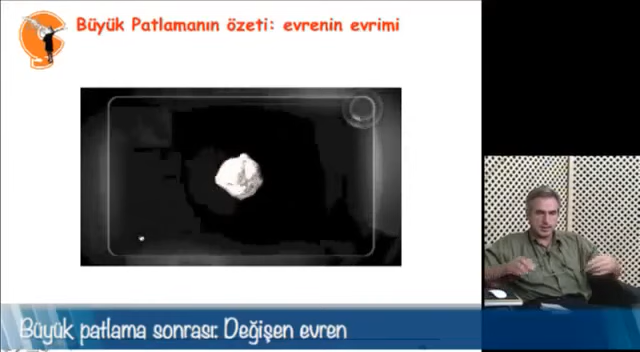 Büyük Patlamanın özeti: evrenin evrimi
Büyük patlama sonrası: Değişen evren